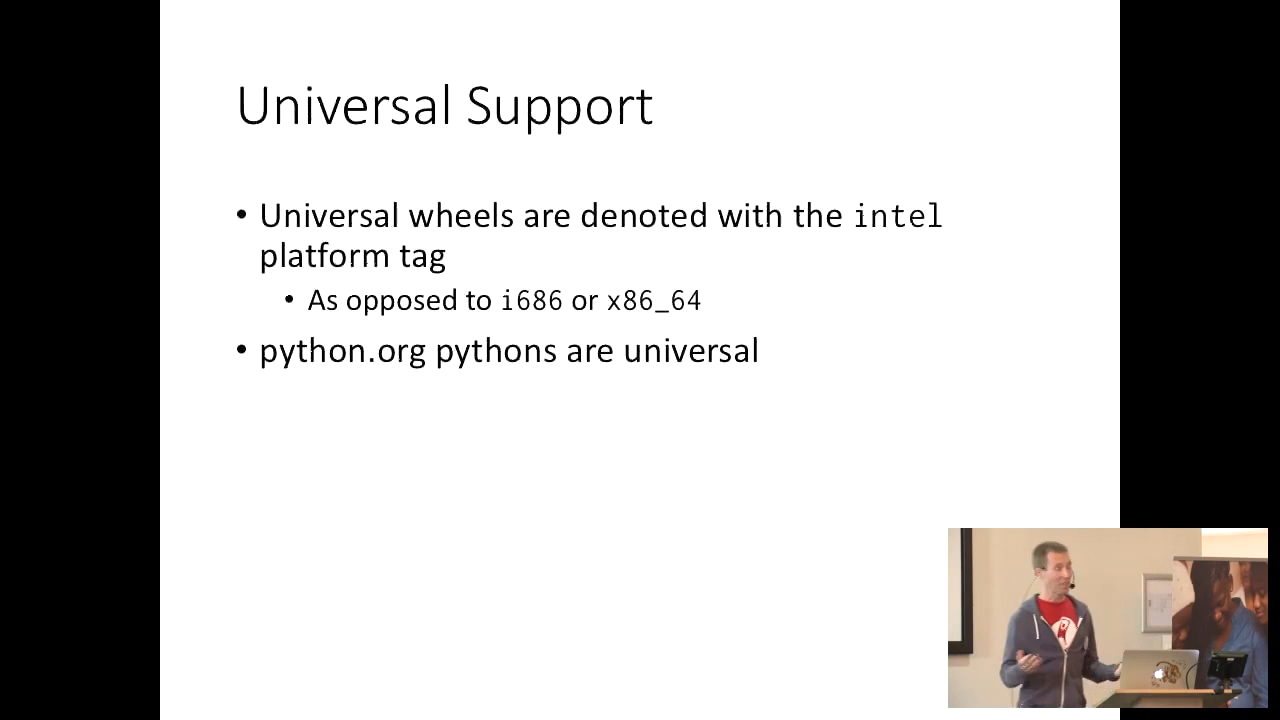 Universal Support
• Universal wheels are denoted with the intel
platform tag
• As opposed to i686 or x86_64
• python.org pythons are universal